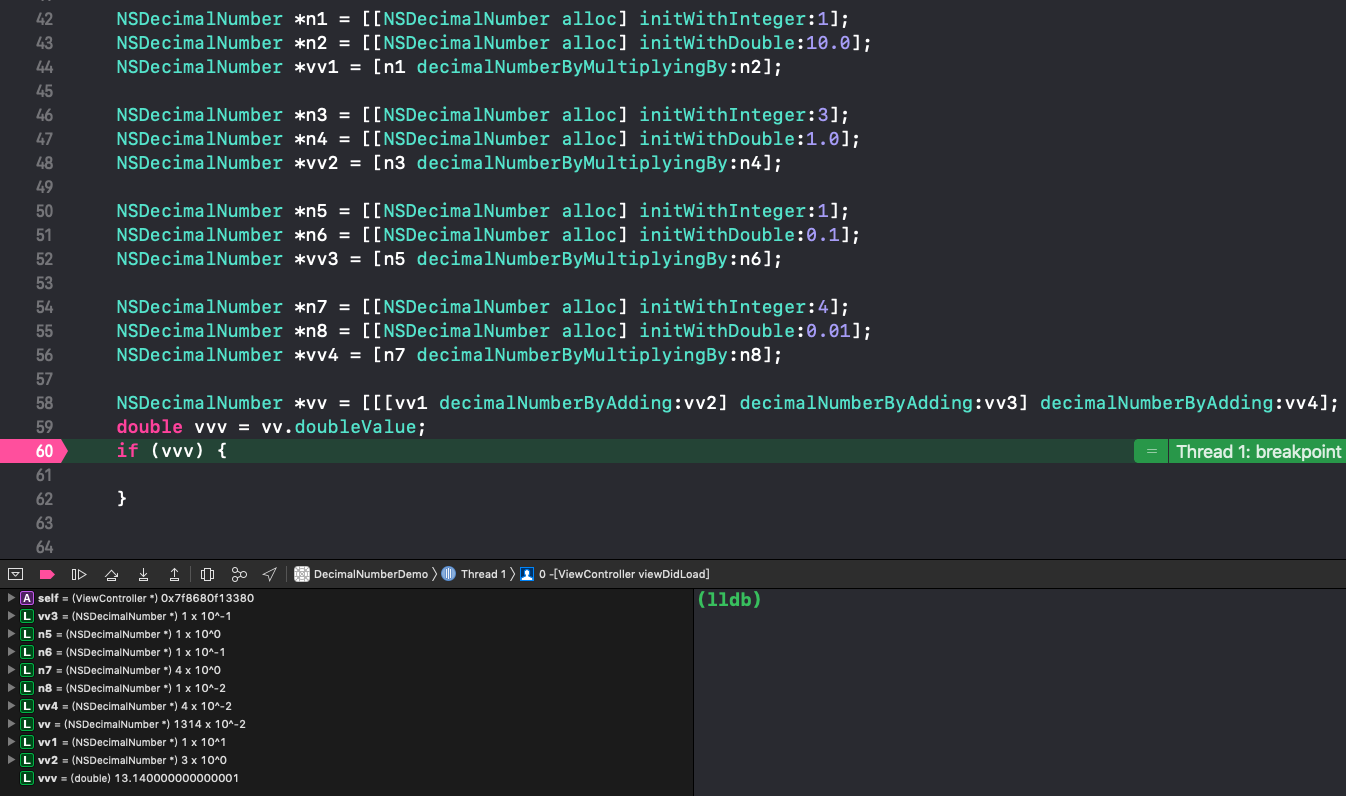 42 NSDecimalNumber *n1 = [[NSDecimalNumber alloc] initWithInteger:1];
43 NSDecimalNumber *n2 = [[NSDecimalNumber alloc] initWithDouble:10.0];
44 NSDecimalNumber *vv1 = [n1 decimalNumberByMultiplyingBy:n2];
45
46 NSDecimalNumber *n3 = [[NSDecimalNumber alloc] initWithInteger:3];
47 NSDecimalNumber *n4 = [[NSDecimalNumber alloc] initWithDouble:1.0];
48 NSDecimalNumber *vv2 = [n3 decimalNumberByMultiplyingBy:n4];
49
50 NSDecimalNumber *n5 = [[NSDecimalNumber alloc] initWithInteger:1];
51 NSDecimalNumber *n6 = [[NSDecimalNumber alloc] initWithDouble:0.1];
52 NSDecimalNumber *vv3 = [n5 decimalNumberByMultiplyingBy:n6];
53
54 NSDecimalNumber *n7 = [[NSDecimalNumber alloc] initWithInteger:4];
55 NSDecimalNumber *n8 = [[NSDecimalNumber alloc] initWithDouble:0.01];
56 NSDecimalNumber *vv4 = [n7 decimalNumberByMultiplyingBy:n8];
57
58 NSDecimalNumber *vv = [[[vv1 decimalNumberByAdding:vv2] decimalNumberByAdding:vv3] decimalNumberByAdding:vv4];
59 double vvv = vv.doubleValue;
60 if (vvv) { = Thread 1: breakpoint
61
62 }
63
64
DecimalNumberDemo 〉 Thread 1 〉 0 -[ViewController viewDidLoad]
A self = (ViewController *) 0x7f8680f13380
L vv3 = (NSDecimalNumber *) 1 x 10^-1
L n5 = (NSDecimalNumber *) 1 x 10^0
L n6 = (NSDecimalNumber *) 1 x 10^-1
L n7 = (NSDecimalNumber *) 4 x 10^0
L n8 = (NSDecimalNumber *) 1 x 10^-2
L vv4 = (NSDecimalNumber *) 4 x 10^-2
L vv = (NSDecimalNumber *) 1314 x 10^-2
L vv1 = (NSDecimalNumber *) 1 x 10^1
L vv2 = (NSDecimalNumber *) 3 x 10^0
L vvv = (double) 13.140000000000001
(lldb)